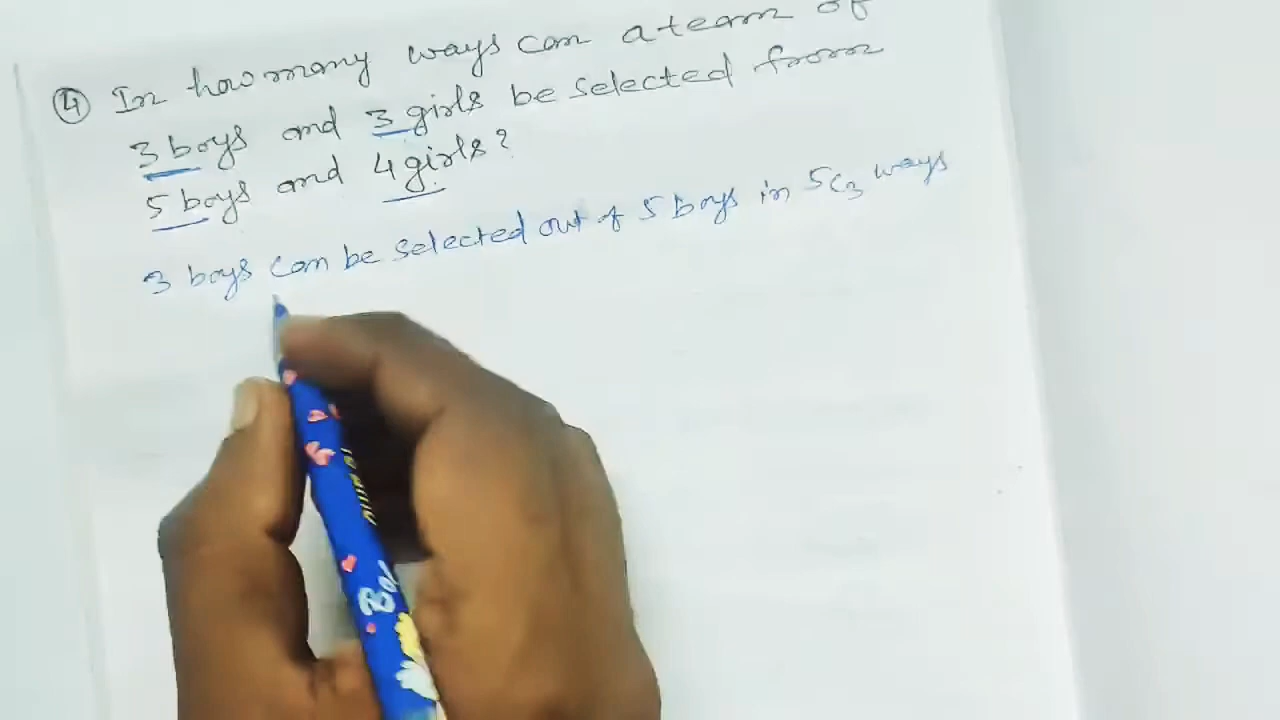 ④ In how many ways can a team of
3 boys and 3 girls be selected from
5 boys and 4 girls?
3 boys can be selected out of 5 boys in 5C3 ways